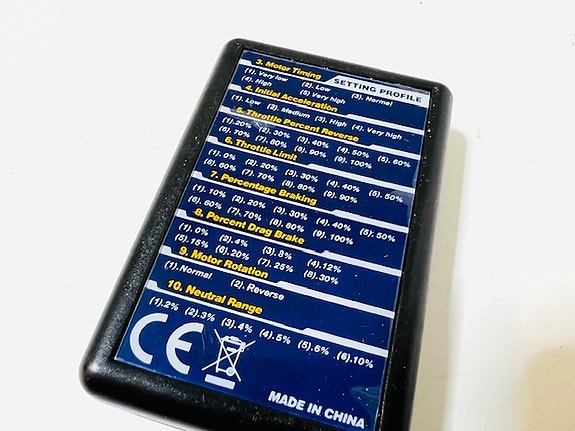 SETTING PROFILE
3. Motor Timing
(1). Very low (2). Low (3). Normal
(4). High (5) Very high
4. Initial Acceleration
(1). Low (2). Medium (3). High (4). Very high
5. Throttle Percent Reverse
(1).20% (2). 30% (3). 40% (4). 50% (5). 60%
(6). 70% (7). 80% (8). 90% (9). 100%
6. Throttle Limit
(1). 0% (2). 20% (3). 30% (4). 40% (5). 50%
(6). 60% (7). 70% (8). 80% (9). 90%
7. Percentage Braking
(1). 10% (2). 20% (3). 30% (4). 40% (5). 50%
(6). 60% (7). 70% (8). 80% (9). 100%
8. Percent Drag Brake
(1). 0% (2). 4% (3). 8% (4).12%
(5).15% (6).20% (7). 25% (8).30%
9. Motor Rotation
(1).Normal (2). Reverse
10. Neutral Range
(1).2% (2).3% (3).4% (4).5% (5).6% (6).10%
CE
MADE IN CHINA